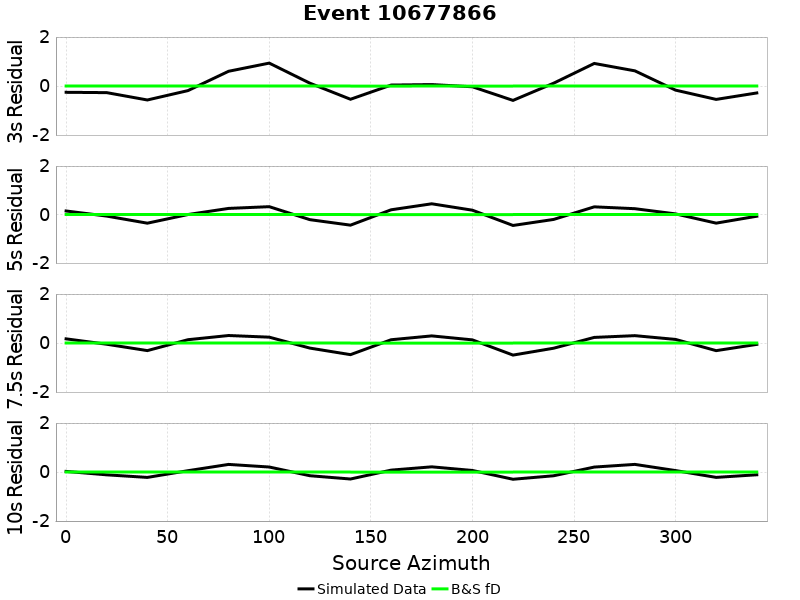 Event 10677866
3s Residual
2
0
-2
5s Residual
2
0
-2
7.5s Residual
2
0
-2
10s Residual
2
0
-2
0 50 100 150 200 250 300
Source Azimuth
Simulated Data B&S fD